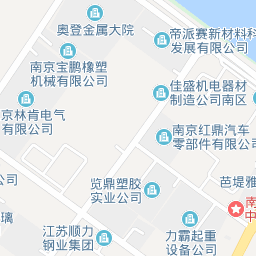 奥登金属大院
帝派赛新材料科
发展有限公司
南京宝鹏橡塑
机械有限公司
佳盛机电器材
制造公司南区
京林肯电气
有限公司
南京红鼎汽车
零部件有限公司
公司
览鼎塑胶
实业公司
芭堤雅
南
中
璃
江苏顺力
钢业集团
力霸起重
设备公司